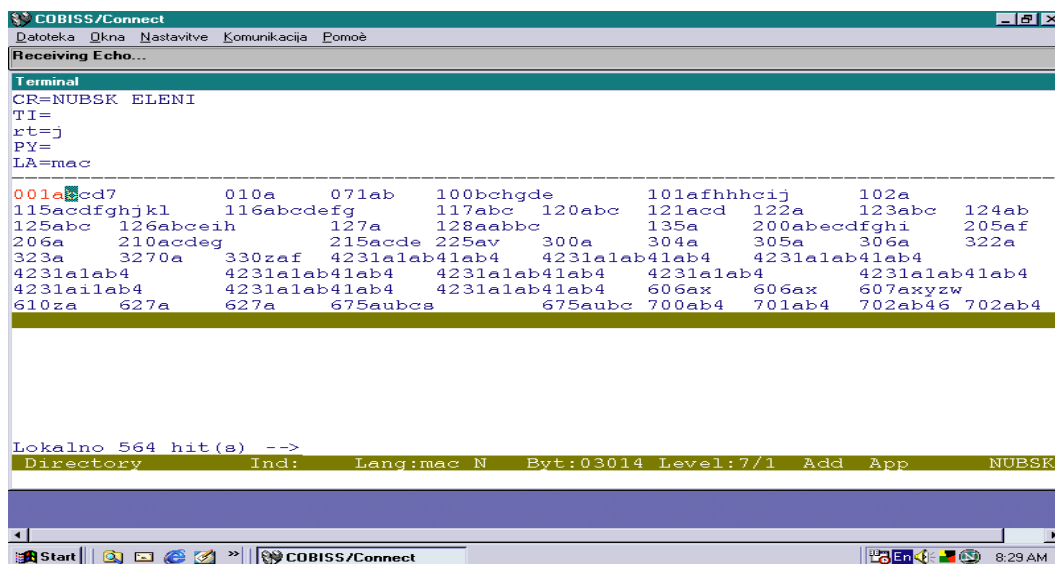 COBISS/Connect
Datoteka Okna Nastavitve Komunikacija Pomoè
Receiving Echo...
Terminal
CR=NUBSK ELENI
TI=
rt=j
PY=
LA=mac
001abcd7 010a 071ab 100bchgde 101afhhhcij 102a
115acdfghjkl 116abcdefg 117abc 120abc 121acd 122a 123abc 124ab
125abc 126abceih 127a 128aabbc 135a 200abecdfghi 205af
206a 210acdeg 215acde 225av 300a 304a 305a 306a 322a
323a 3270a 330zaf 4231a1ab41ab4 4231a1ab41ab4 4231a1ab41ab4
4231a1ab4 4231a1ab41ab4 4231a1ab41ab4 4231a1ab4 4231a1ab41ab4
4231ai1ab4 4231a1ab41ab4 4231a1ab41ab4 606ax 606ax 607axyzw
610za 627a 627a 675aubcs 675aubc 700ab4 701ab4 702ab46 702ab4
Lokalno 564 hit(s) -->
Directory Ind: Lang:mac N Byt:03014 Level:7/1 Add App NUBSK
Start » COBISS/Connect En 8:29 AM